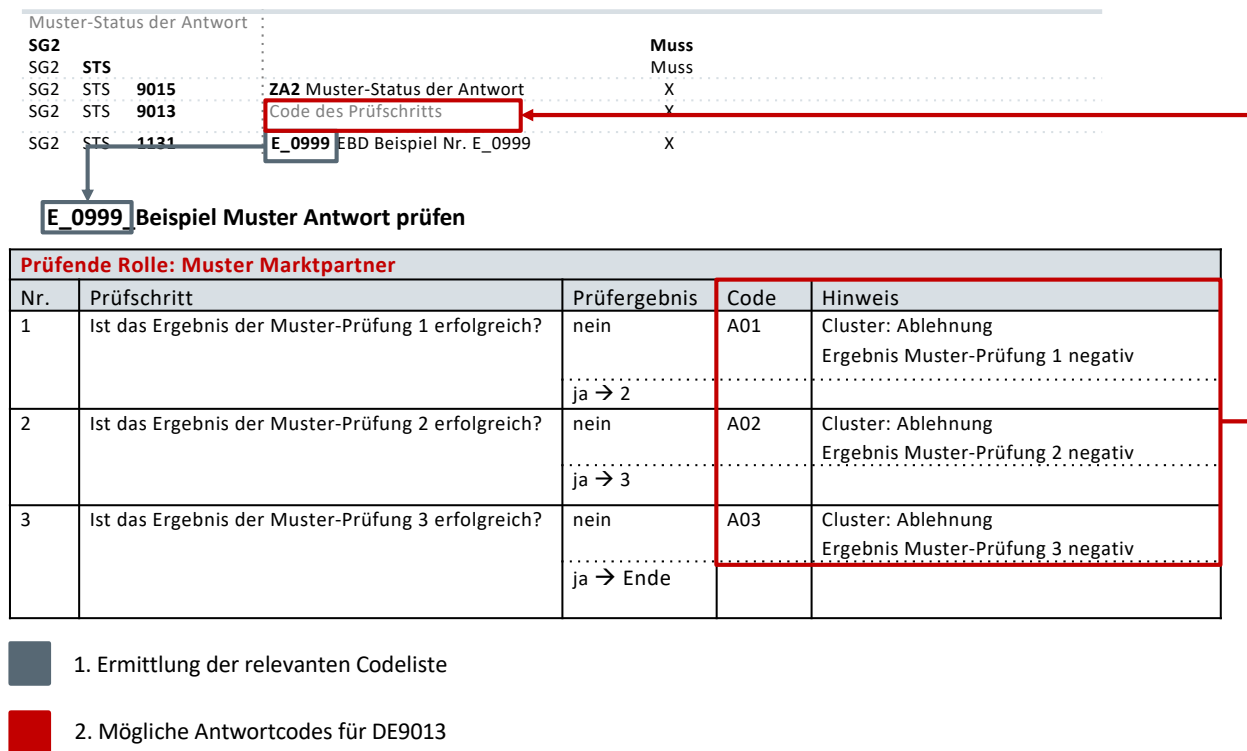 Muster-Status der Antwort
SG2 Muss
SG2 STS Muss
SG2 STS 9015 ZA2 Muster-Status der Antwort X
SG2 STS 9013 Code des Prüfschritts X
SG2 STS 1131 E_0999 EBD Beispiel Nr. E_0999 X
E_0999_Beispiel Muster Antwort prüfen
Prüfende Rolle: Muster Marktpartner
Nr. Prüfschritt Prüfergebnis Code Hinweis
1 Ist das Ergebnis der Muster-Prüfung 1 erfolgreich? nein A01 Cluster: Ablehnung
Ergebnis Muster-Prüfung 1 negativ
ja → 2
2 Ist das Ergebnis der Muster-Prüfung 2 erfolgreich? nein A02 Cluster: Ablehnung
Ergebnis Muster-Prüfung 2 negativ
ja → 3
3 Ist das Ergebnis der Muster-Prüfung 3 erfolgreich? nein A03 Cluster: Ablehnung
Ergebnis Muster-Prüfung 3 negativ
ja → Ende
1. Ermittlung der relevanten Codeliste
2. Mögliche Antwortcodes für DE9013